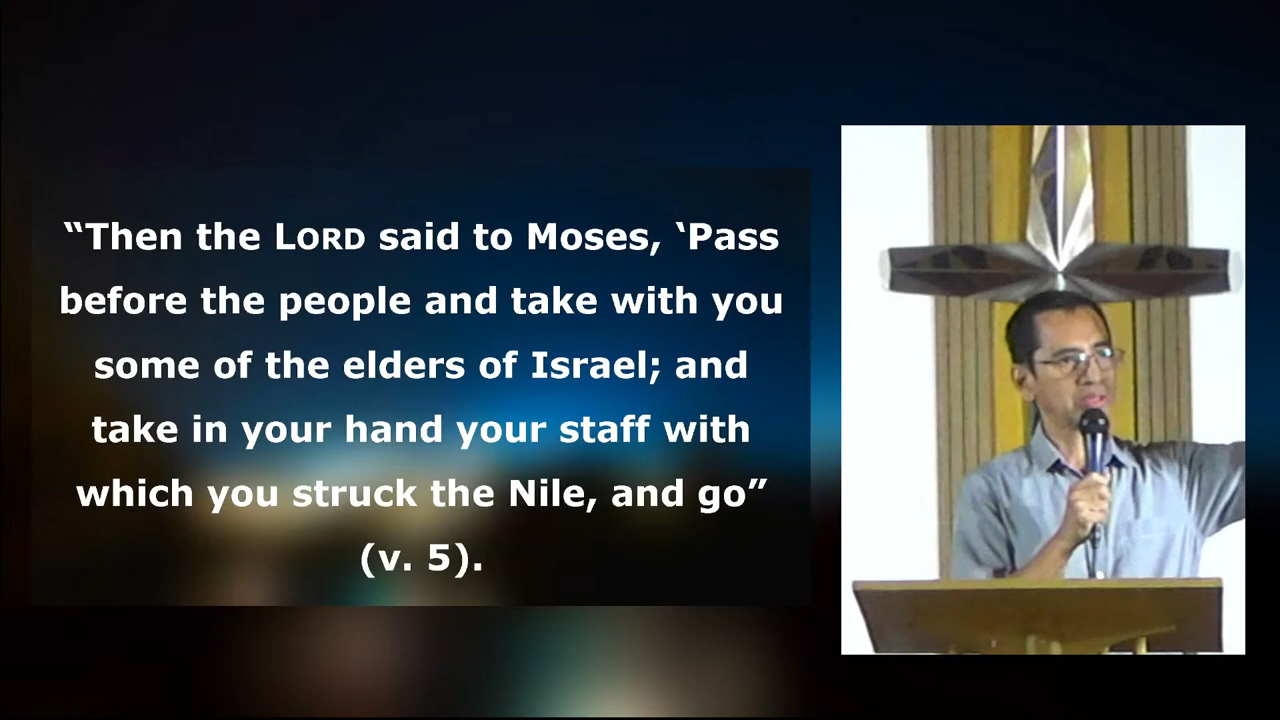 “Then the LORD said to Moses, ‘Pass
before the people and take with you
some of the elders of Israel; and
take in your hand your staff with
which you struck the Nile, and go”
(v. 5).